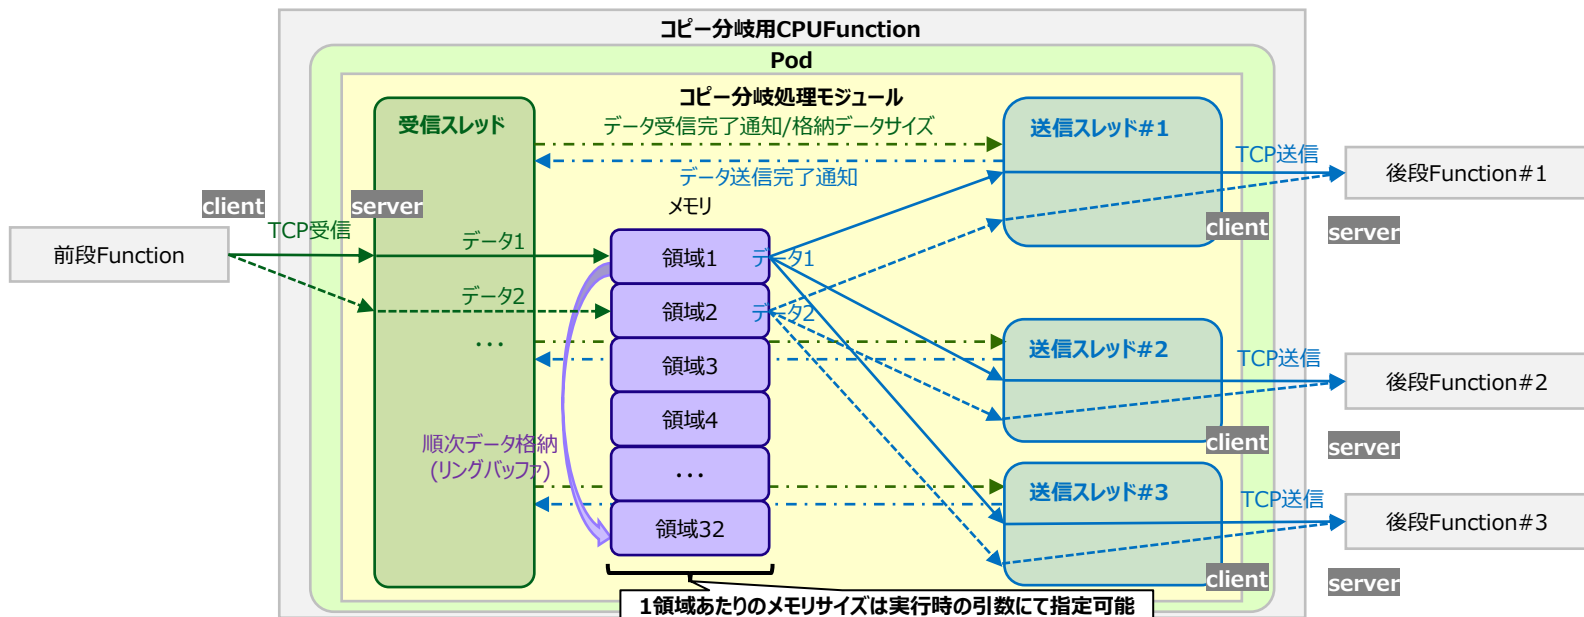 コピー分岐用CPUFunction
Pod
コピー分岐処理モジュール
受信スレッド
データ受信完了通知/格納データサイズ
データ送信完了通知
メモリ
送信スレッド#1
TCP送信
後段Function#1
client
server
client
server
TCP受信
前段Function
データ1
データ2
...
領域1
領域2
領域3
領域4
...
領域32
データ1
データ2
順次データ格納
(リングバッファ)
送信スレッド#2
TCP送信
後段Function#2
client
server
送信スレッド#3
TCP送信
後段Function#3
client
server
1領域あたりのメモリサイズは実行時の引数にて指定可能